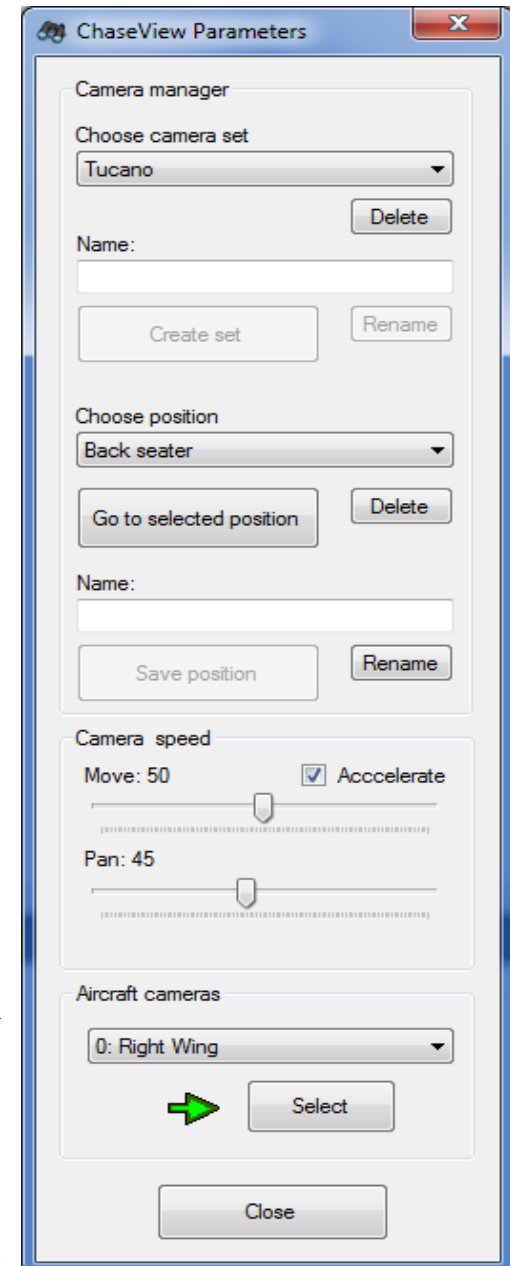 ChaseView Parameters
Camera manager
Choose camera set
Tucano
Delete
Name:
Create set
Rename
Choose position
Back seater
Go to selected position
Delete
Name:
Save position
Rename
Camera speed
Move: 50
Acccelerate
Pan: 45
Aircraft cameras
0: Right Wing
Select
Close